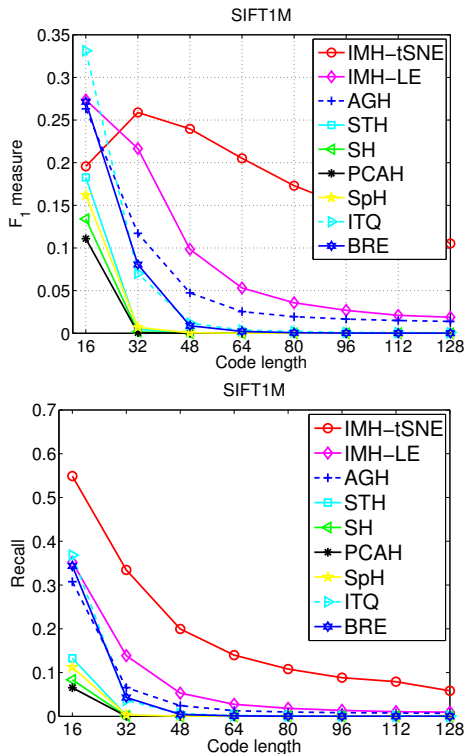 SIFT1M
0.35
0.3
0.25
0.2
0.15
0.1
0.05
0
F1 measure
IMH-tSNE
IMH-LE
AGH
STH
SH
PCAH
SpH
ITQ
BRE
16 32 48 64 80 96 112 128
Code length
SIFT1M
0.7
0.6
0.5
0.4
0.3
0.2
0.1
0
Recall
IMH-tSNE
IMH-LE
AGH
STH
SH
PCAH
SpH
ITQ
BRE
16 32 48 64 80 96 112 128
Code length